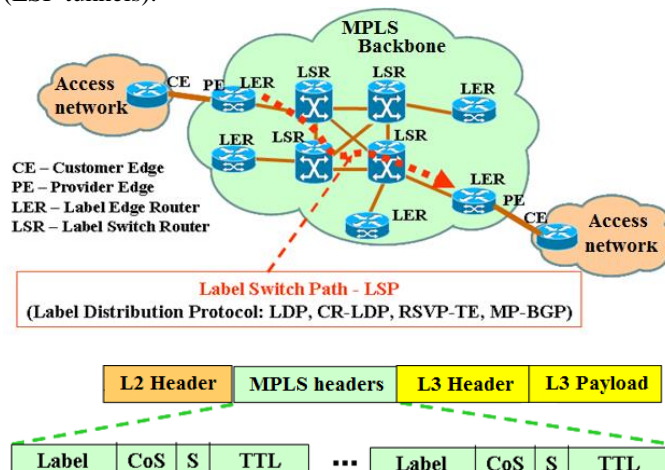 (LSP tunnels).
MPLS
Backbone
Access
network
CE
PE
LER
LSR
LSR
LER
LER
LSR
LSR
LER
LER
PE
CE
Access
network
CE – Customer Edge
PE – Provider Edge
LER – Label Edge Router
LSR – Label Switch Router
Label Switch Path - LSP
(Label Distribution Protocol: LDP, CR-LDP, RSVP-TE, MP-BGP)
L2 Header MPLS headers L3 Header L3 Payload
Label CoS S TTL ... Label CoS S TTL